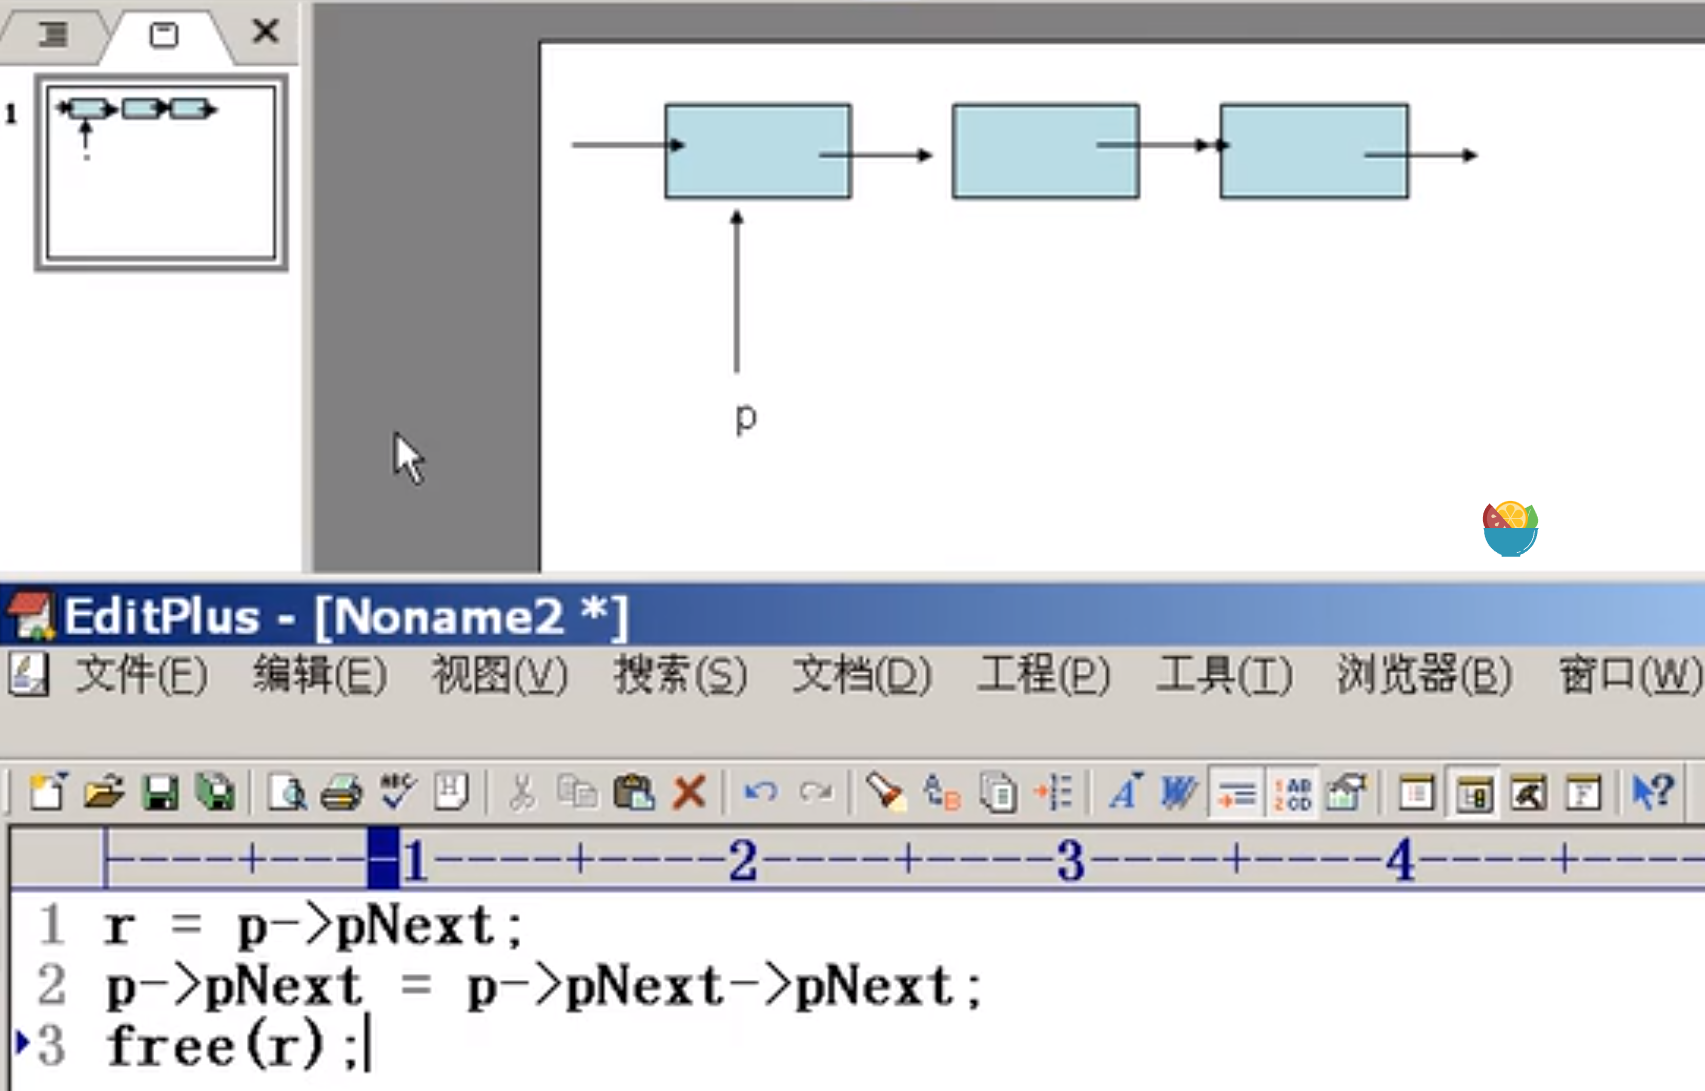 1
p
EditPlus - [Noname2 *]
文件(F) 编辑(E) 视图(V) 搜索(S) 文档(D) 工程(P) 工具(T) 浏览器(B) 窗口(W)
----+----1----+----2----+----3----+----4----+----
1 r = p->pNext;
2 p->pNext = p->pNext->pNext;
3 free(r);